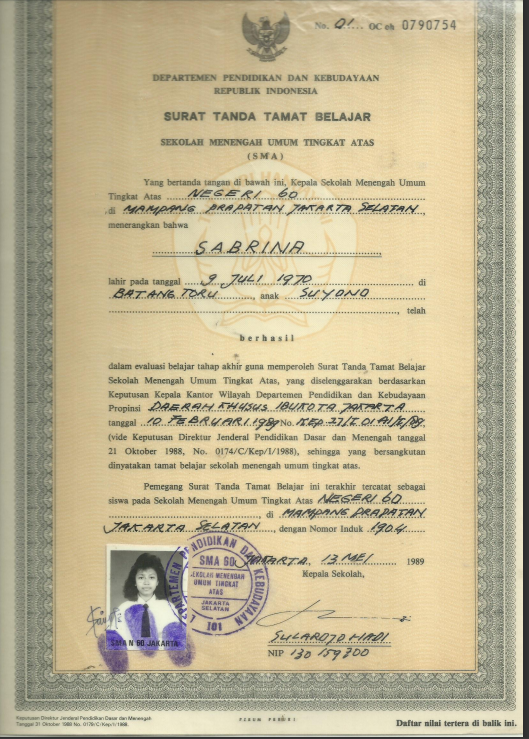 No. 01 OC oh 0790754
DEPARTEMEN PENDIDIKAN DAN KEBUDAYAAN
REPUBLIK INDONESIA
SURAT TANDA TAMAT BELAJAR
SEKOLAH MENENGAH UMUM TINGKAT ATAS
(SMA)
Yang bertanda tangan di bawah ini, Kepala Sekolah Menengah Umum
Tingkat Atas NEGERI 60
di MAMPANG PRAPATAN JAKARTA SELATAN,
menerangkan bahwa
SABRINA
lahir pada tanggal 9 JULI 1970 di
BATANG TORU, anak SUYONO
, telah
berhasil
dalam evaluasi belajar tahap akhir guna memperoleh Surat Tanda Tamat Belajar
Sekolah Menengah Umum Tingkat Atas, yang diselenggarakan berdasarkan
Keputusan Kepala Kantor Wilayah Departemen Pendidikan dan Kebudayaan
Propinsi DAERAH KHUSUS IBUKOTA JAKARTA
tanggal 10 FEBRUARI 1989 No.
(vide Keputusan Direktur Jenderal Pendidikan Dasar dan Menengah tanggal
21 Oktober 1988, No. 0174/C/Kep/I/1988), sehingga yang bersangkutan
dinyatakan tamat belajar sekolah menengah umum tingkat atas.
Pemegang Surat Tanda Tamat Belajar ini terakhir tercatat sebagai
siswa pada Sekolah Menengah Umum Tingkat Atas NEGERI 60
, di MAMPANG PRAPATAN
JAKARTA SELATAN, dengan Nomor Induk 1904
JAKARTA, 13 MEI 1989
Kepala Sekolah,
DEPARTEMEN PENDIDIKAN DAN KEBUDAYAAN
SMA 60
SEKOLAH MENENGAH
UMUM TINGKAT
ATAS
JAKARTA
SELATAN
101
SMA N 60 JAKARTA
SULARDJO HADI
NIP 130 159300
Keputusan Direktur Jenderal Pendidikan Dasar dan Menengah
Tanggal 31 Oktober 1988 No. 0179/C/Kep/I/1988.
Daftar nilai tertera di balik ini.